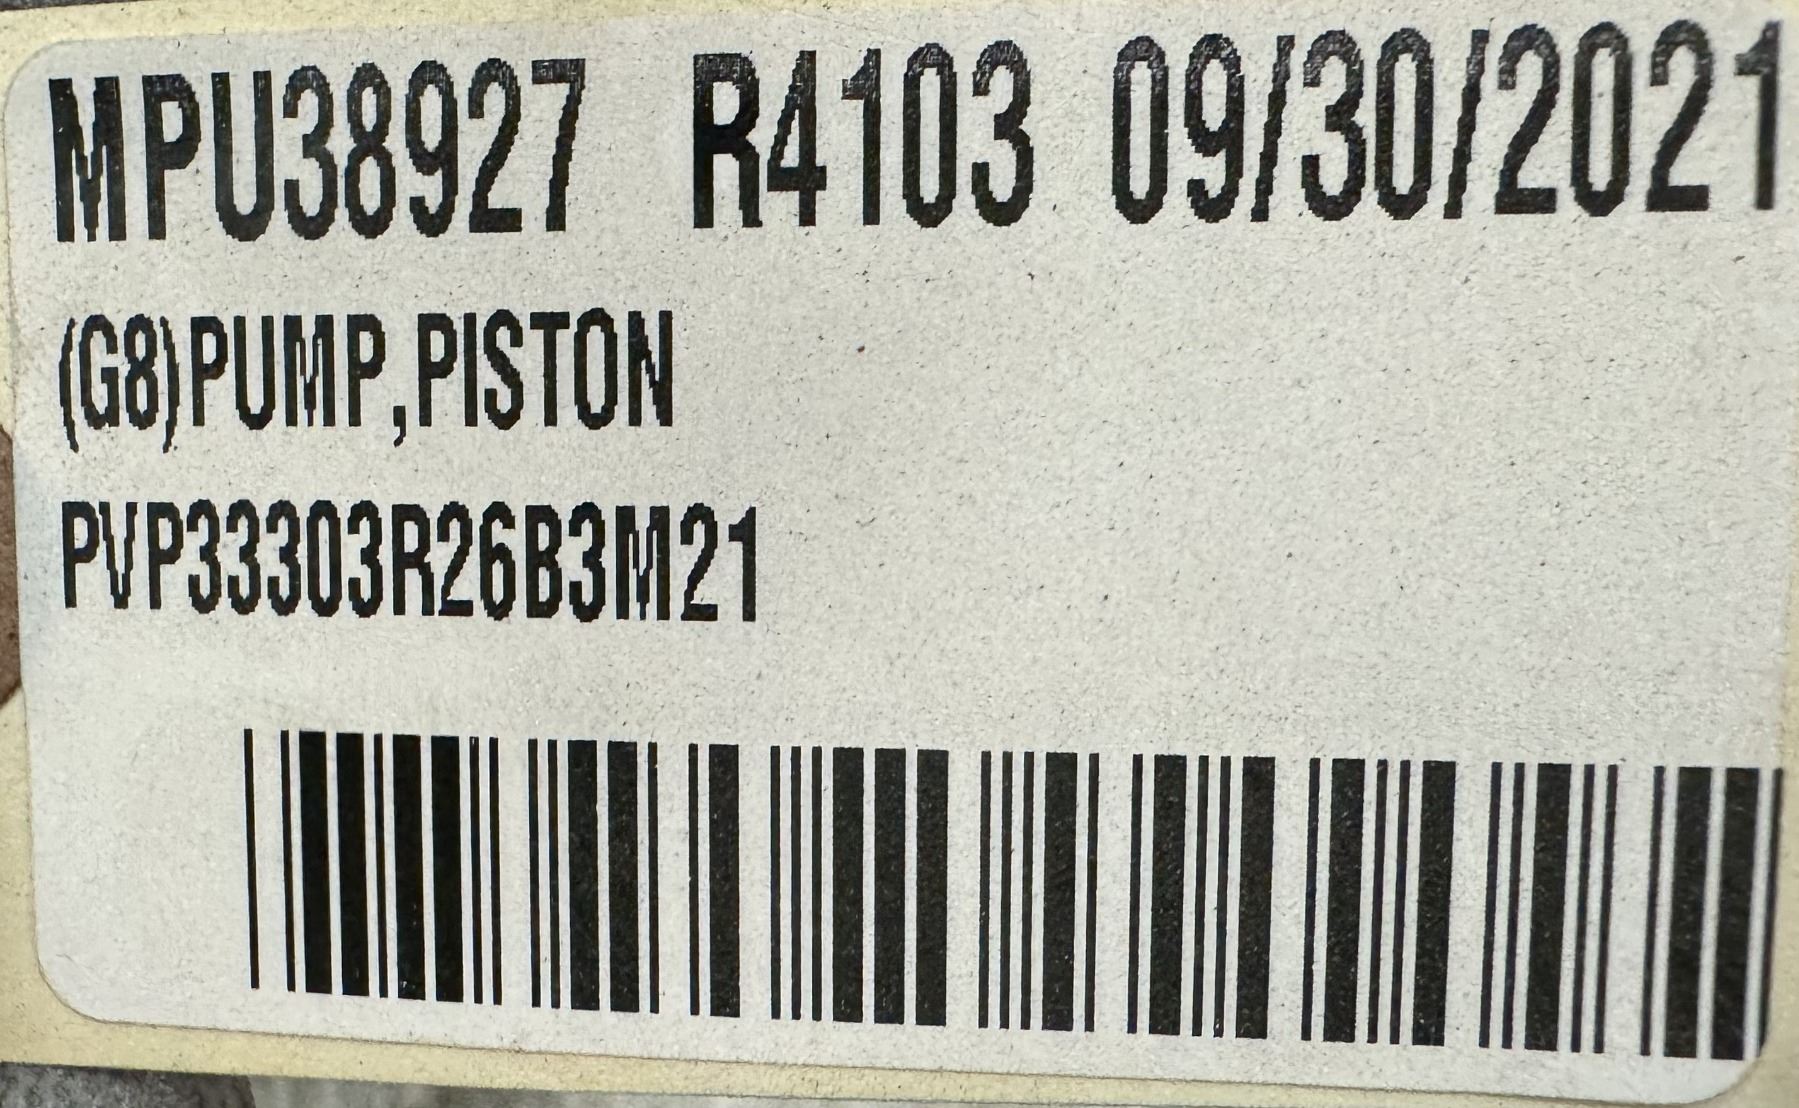 MPU38927 R4103 09/30/2021
(G8)PUMP,PISTON
PVP33303R26B3M21